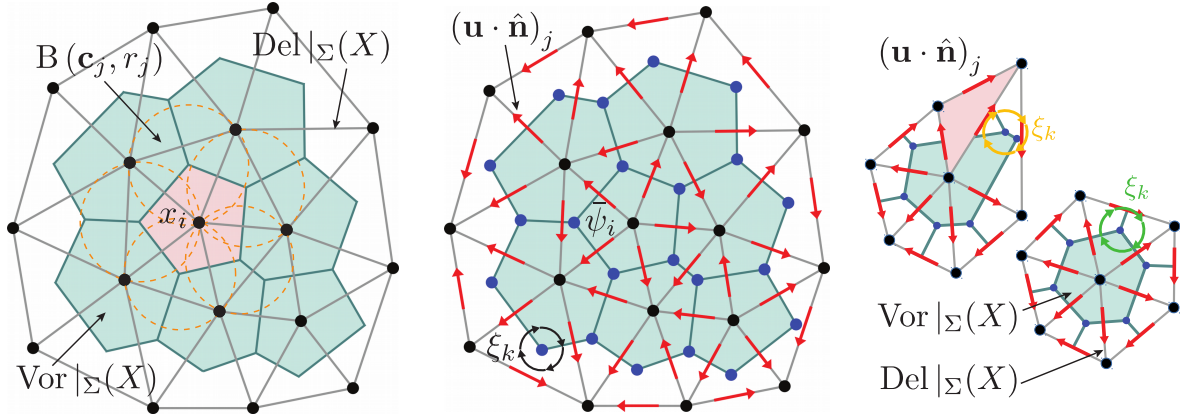 B (c_j, r_j)
Del |_Σ(X)
x_i
Vor |_Σ(X)
(u · n̂)_j
ψ̄_i
ξ_k
(u · n̂)_j
ξ_k
ξ_k
Vor |_Σ(X)
Del |_Σ(X)